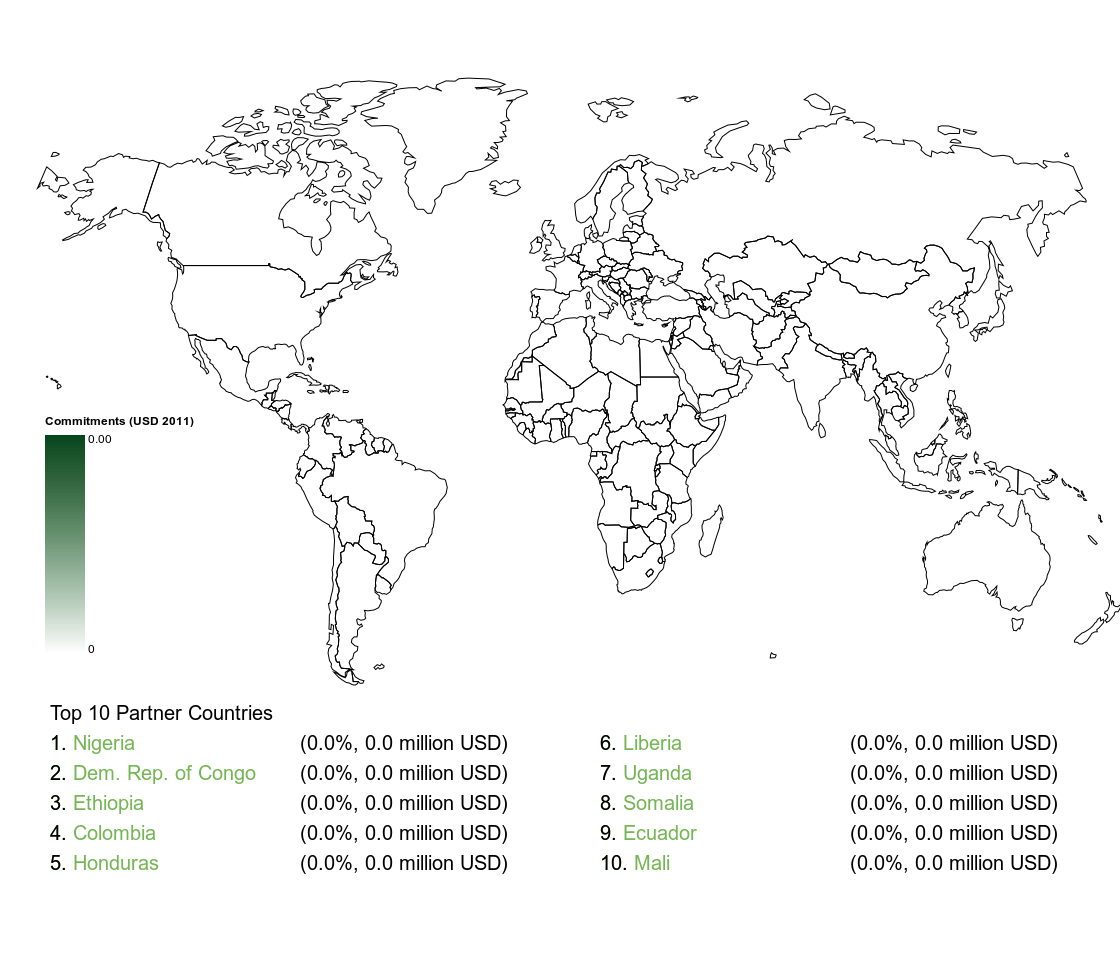 Commitments (USD 2011)
0.00
0
Top 10 Partner Countries
1. Nigeria (0.0%, 0.0 million USD)
2. Dem. Rep. of Congo (0.0%, 0.0 million USD)
3. Ethiopia (0.0%, 0.0 million USD)
4. Colombia (0.0%, 0.0 million USD)
5. Honduras (0.0%, 0.0 million USD)
6. Liberia (0.0%, 0.0 million USD)
7. Uganda (0.0%, 0.0 million USD)
8. Somalia (0.0%, 0.0 million USD)
9. Ecuador (0.0%, 0.0 million USD)
10. Mali (0.0%, 0.0 million USD)